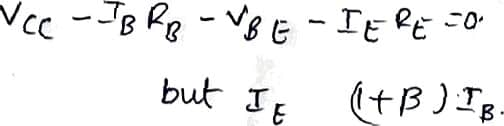 VCC - IB RB - VBE - IE RE = 0.
but IE (1+β) IB.